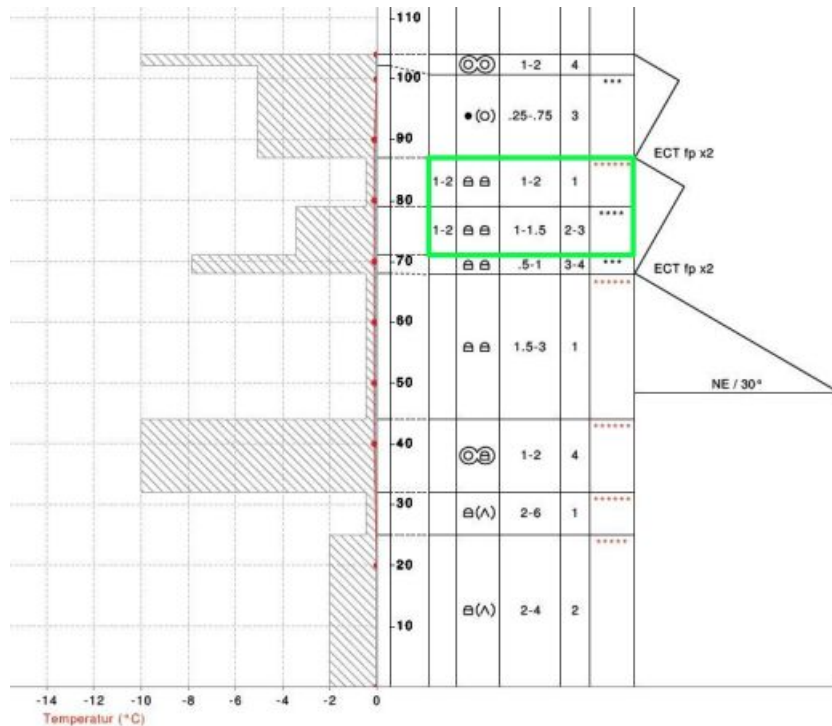 110
1-2 4
100
***
(O) .25-.75 3
90
ECT fp x2
******
1-2 1-2 1
80
****
1-2 1-1.5 2-3
70 .5-1 3-4 ***
ECT fp x2
******
60
1.5-3 1
50
NE / 30°
******
40
1-2 4
30 ******
(Λ) 2-6 1
*****
20
(Λ) 2-4 2
10
-14 -12 -10 -8 -6 -4 -2 0
Temperatur (°C)